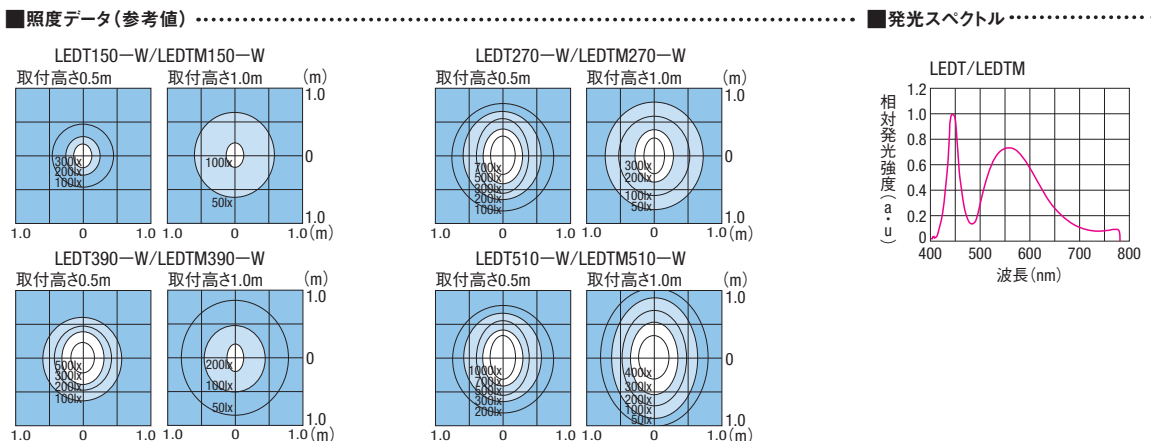 ■照度データ(参考値)
LEDT150−W/LEDTM150−W
取付高さ0.5m 取付高さ1.0m (m)
1.0
300lx
200lx
100lx
100lx
50lx
0
1.0
1.0 0 1.0 1.0 0 1.0(m)
LEDT270−W/LEDTM270−W
取付高さ0.5m 取付高さ1.0m (m)
1.0
700lx
500lx
300lx
200lx
100lx
300lx
200lx
100lx
50lx
0
1.0
1.0 0 1.0 1.0 0 1.0(m)
LEDT390−W/LEDTM390−W
取付高さ0.5m 取付高さ1.0m (m)
1.0
500lx
300lx
200lx
100lx
200lx
100lx
50lx
0
1.0
1.0 0 1.0 1.0 0 1.0(m)
LEDT510−W/LEDTM510−W
取付高さ0.5m 取付高さ1.0m (m)
1.0
1000lx
700lx
500lx
300lx
200lx
400lx
300lx
200lx
100lx
50lx
0
1.0
1.0 0 1.0 1.0 0 1.0(m)
■発光スペクトル
LEDT/LEDTM
相対発光強度(a・u)
1.2
1.0
0.8
0.6
0.4
0.2
0
400 500 600 700 800
波長(nm)